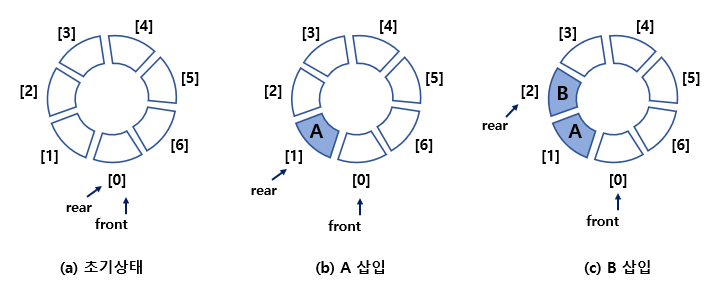 [3] [4]
[2] [5]
[1] [6]
[0]
rear
front
(a) 초기상태
[3] [4]
[2] [5]
A
[1] [6]
[0]
rear
front
(b) A 삽입
[3] [4]
[2] B [5]
rear
A
[1] [6]
[0]
front
(c) B 삽입